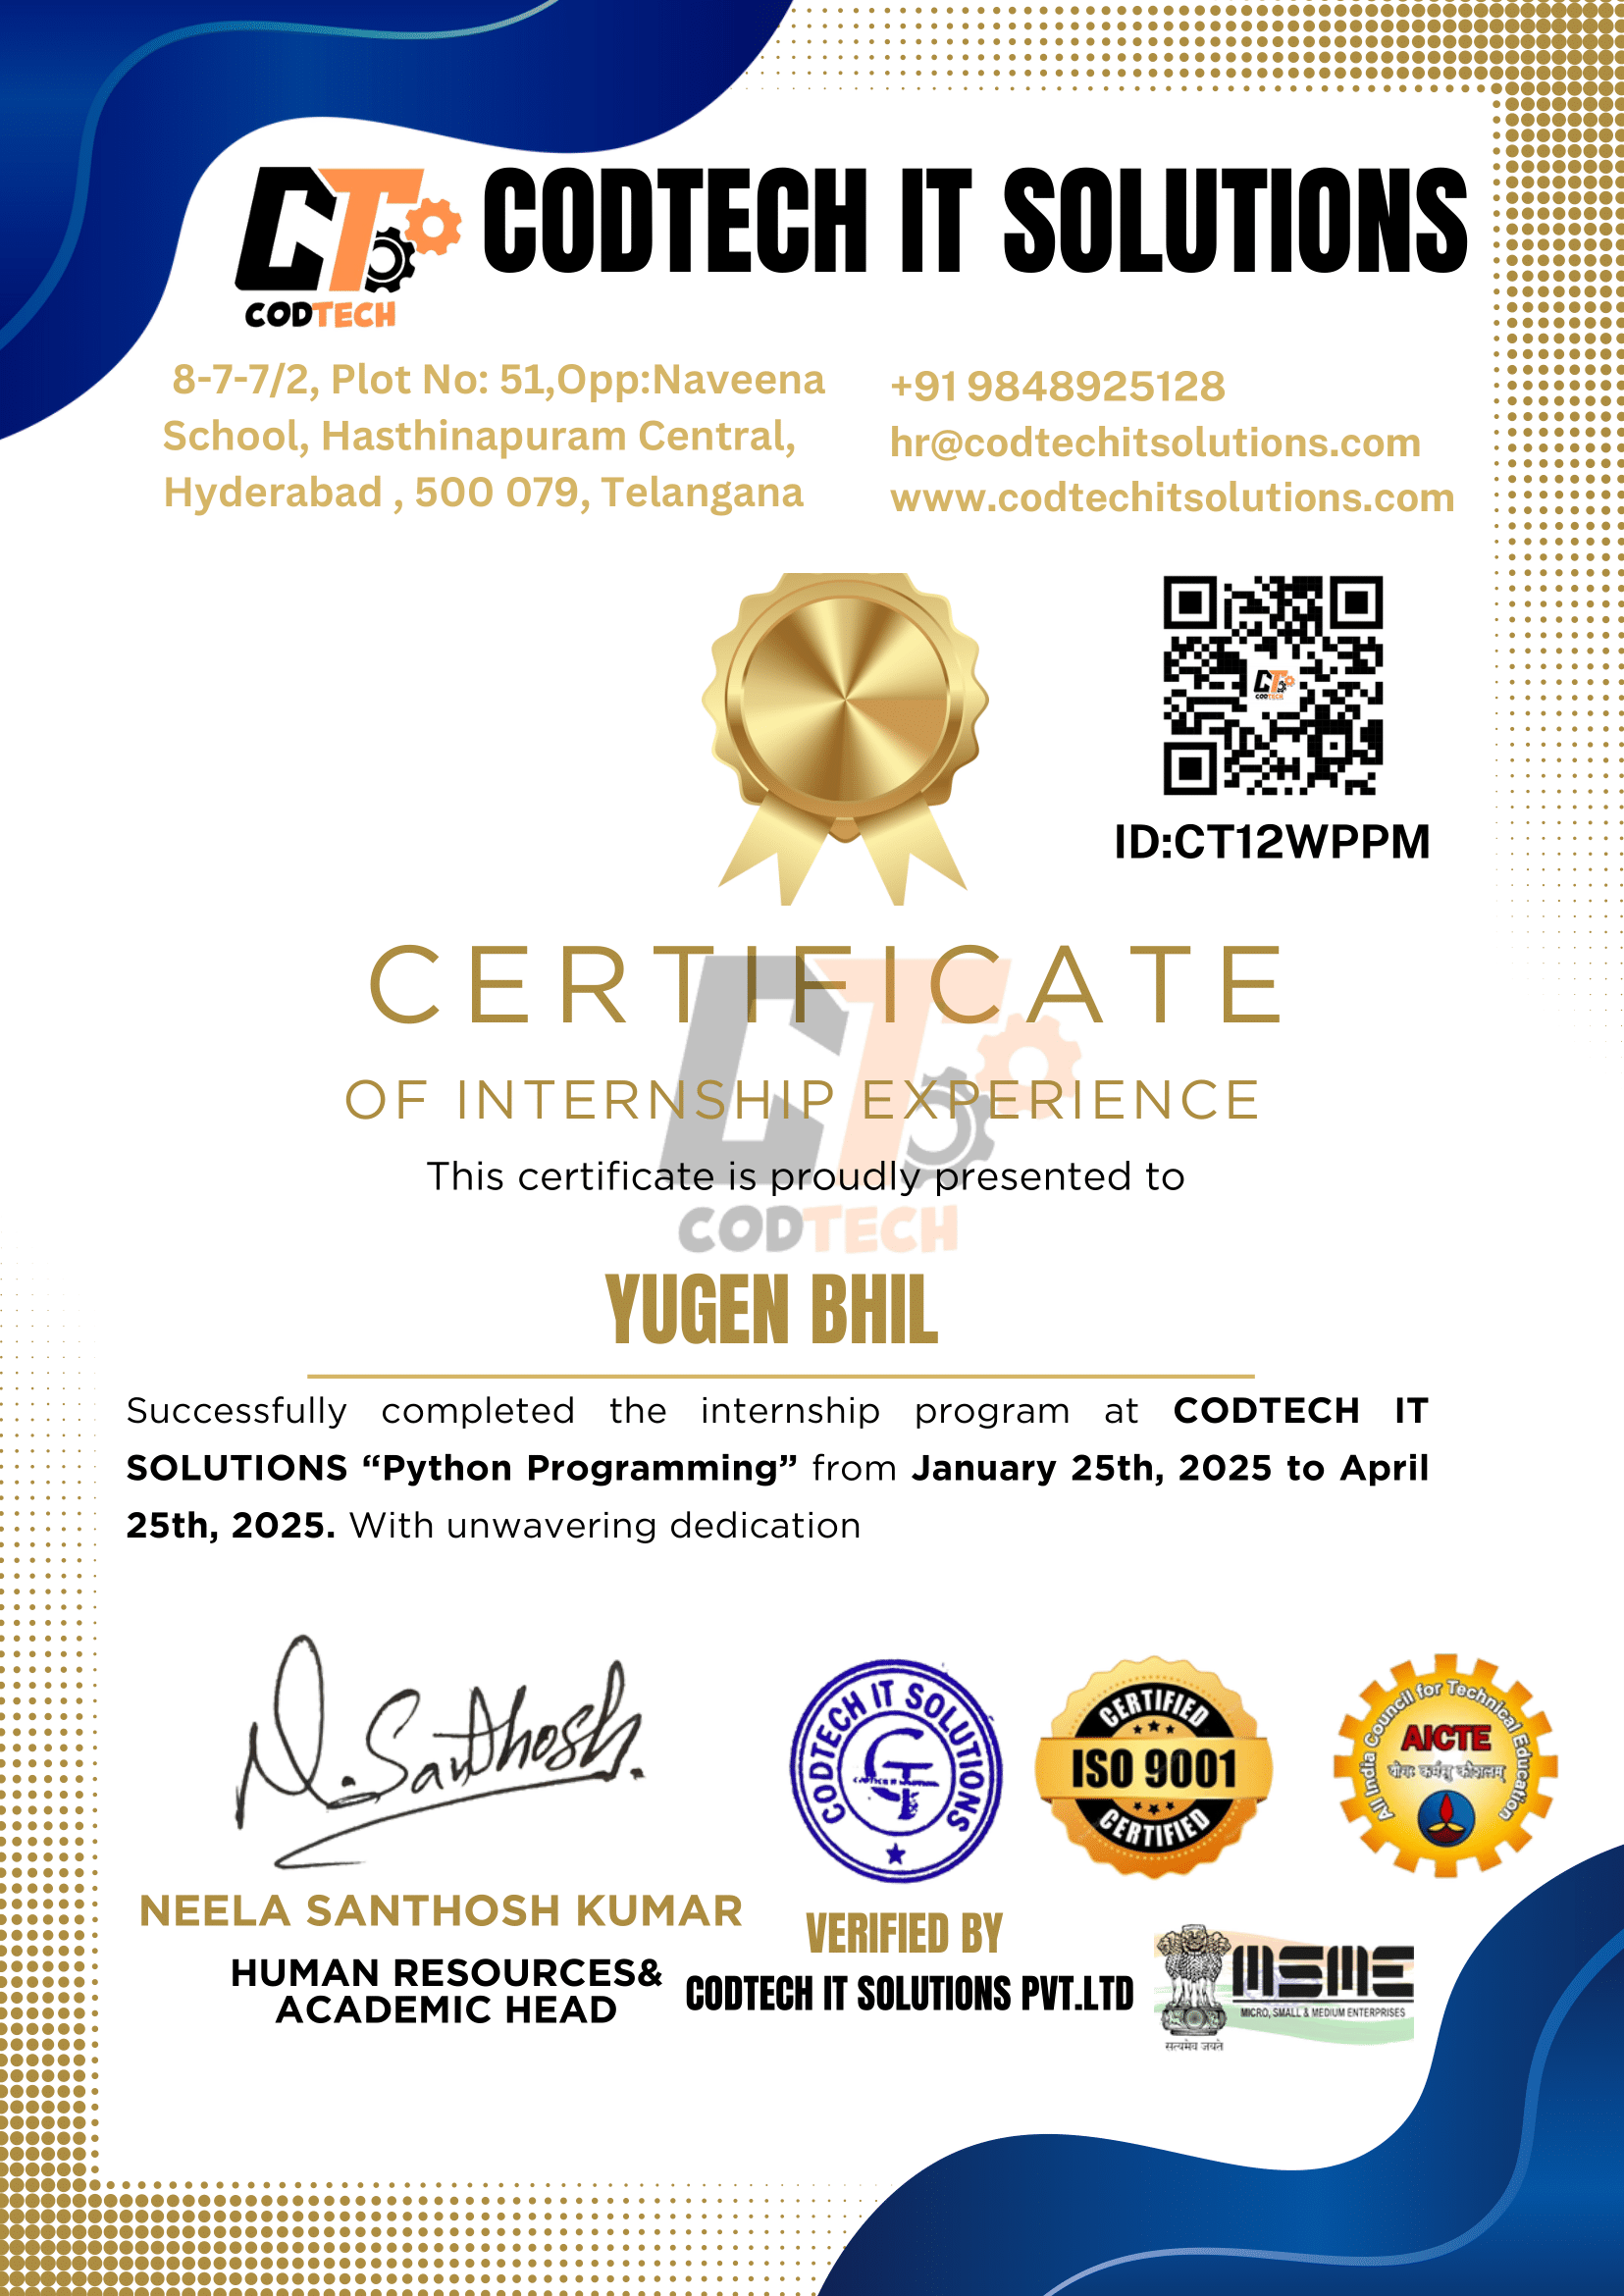 CT
CODTECH
CODTECH IT SOLUTIONS
8-7-7/2, Plot No: 51,Opp:Naveena
School, Hasthinapuram Central,
Hyderabad , 500 079, Telangana
+91 9848925128
hr@codtechitsolutions.com
www.codtechitsolutions.com
CT
CODTECH
ID:CT12WPPM
CERTIFICATE
OF INTERNSHIP EXPERIENCE
This certificate is proudly presented to
CT
CODTECH
YUGEN BHIL
Successfully completed the internship program at CODTECH IT
SOLUTIONS “Python Programming” from January 25th, 2025 to April
25th, 2025. With unwavering dedication
N. Santhosh.
NEELA SANTHOSH KUMAR
HUMAN RESOURCES&
ACADEMIC HEAD
CODTECH IT SOLUTIONS
CT
VERIFIED BY
CODTECH IT SOLUTIONS PVT.LTD
CERTIFIED
ISO 9001
CERTIFIED
All India Council for Technical Education
AICTE
योगः कर्मसु कौशलम्
MSME
MICRO, SMALL & MEDIUM ENTERPRISES
सत्यमेव जयते